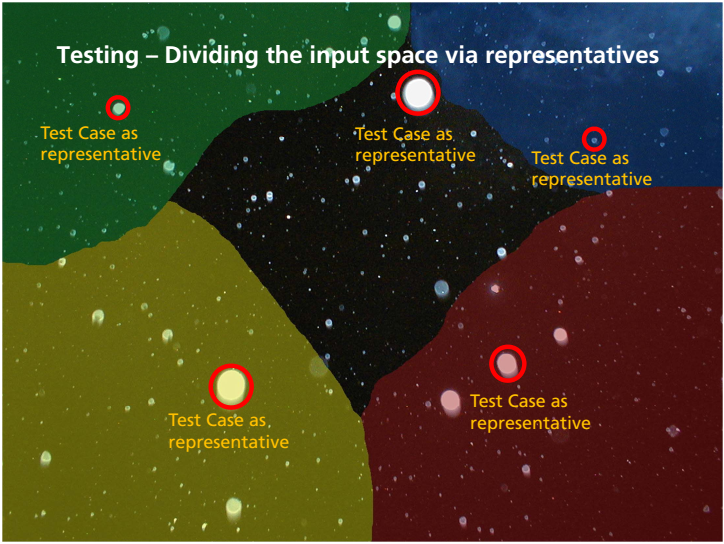 Testing – Dividing the input space via representatives
Test Case as
representative
Test Case as
representative
Test Case as
representative
Test Case as
representative
Test Case as
representative